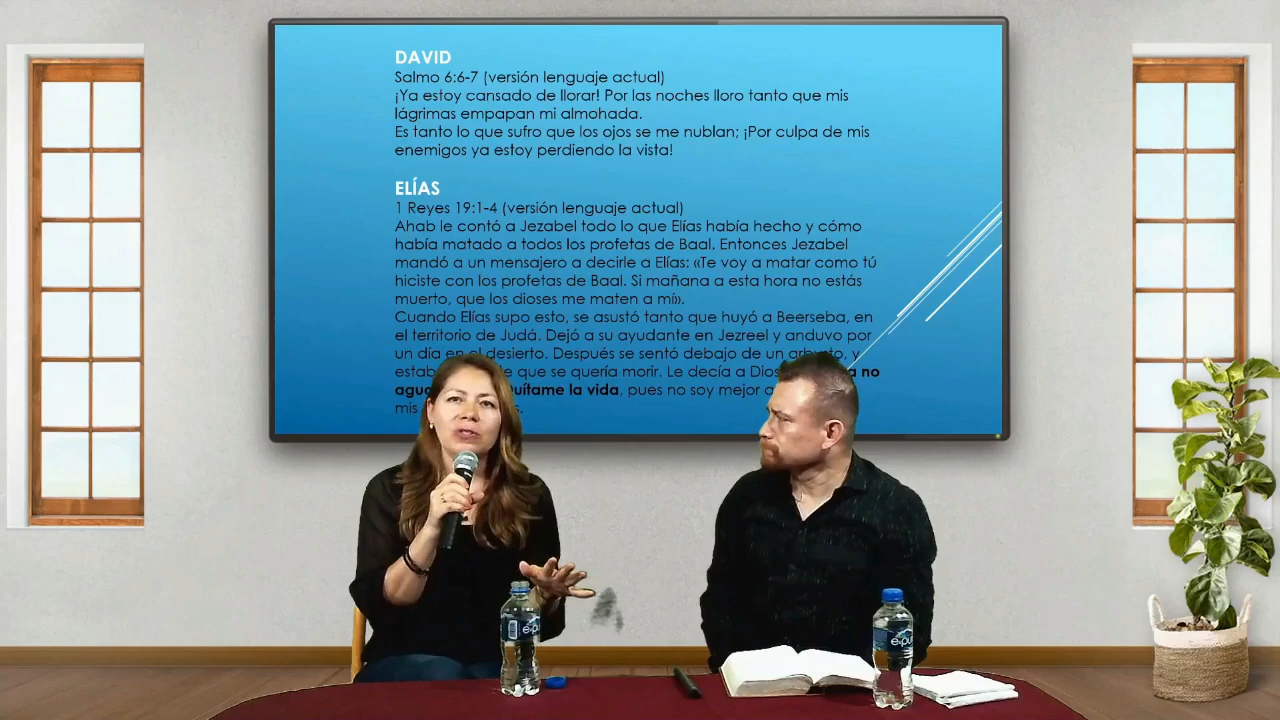 DAVID
Salmo 6:6-7 (versión lenguaje actual)
¡Ya estoy cansado de llorar! Por las noches lloro tanto que mis
lágrimas empapan mi almohada.
Es tanto lo que sufro que los ojos se me nublan; ¡Por culpa de mis
enemigos ya estoy perdiendo la vista!
ELÍAS
1 Reyes 19:1-4 (versión lenguaje actual)
Ahab le contó a Jezabel todo lo que Elías había hecho y cómo
había matado a todos los profetas de Baal. Entonces Jezabel
mandó a un mensajero a decirle a Elías: «Te voy a matar como tú
hiciste con los profetas de Baal. Si mañana a esta hora no estás
muerto, que los dioses me maten a mí».
Cuando Elías supo esto, se asustó tanto que huyó a Beerseba, en
el territorio de Judá. Dejó a su ayudante en Jezreel y anduvo por
un día en el desierto. Después se sentó debajo de un arbusto, y
que se quería morir. Le decía a Dios no
la vida, pues no soy mejor
mis